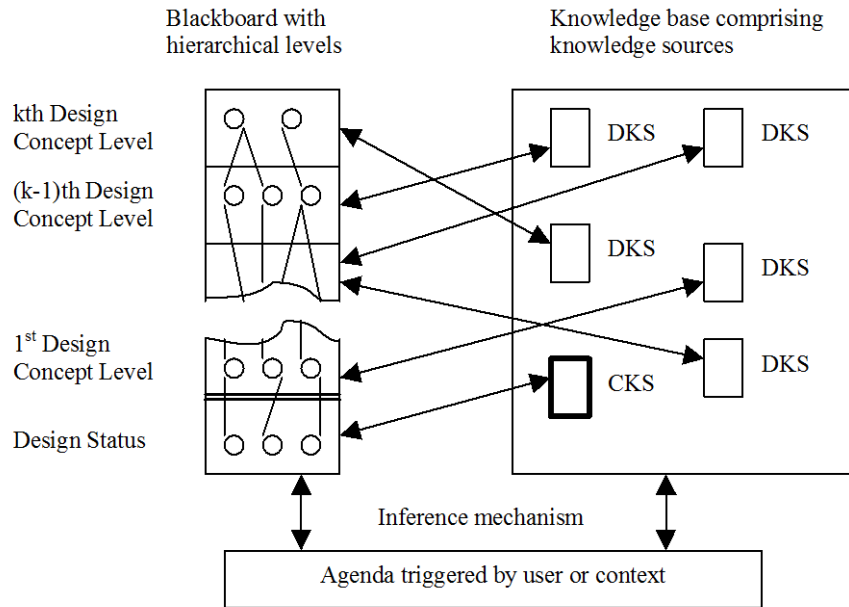 Blackboard with
hierarchical levels
Knowledge base comprising
knowledge sources
kth Design
Concept Level
(k-1)th Design
Concept Level
1st Design
Concept Level
Design Status
DKS
DKS
DKS
DKS
CKS
DKS
Inference mechanism
Agenda triggered by user or context